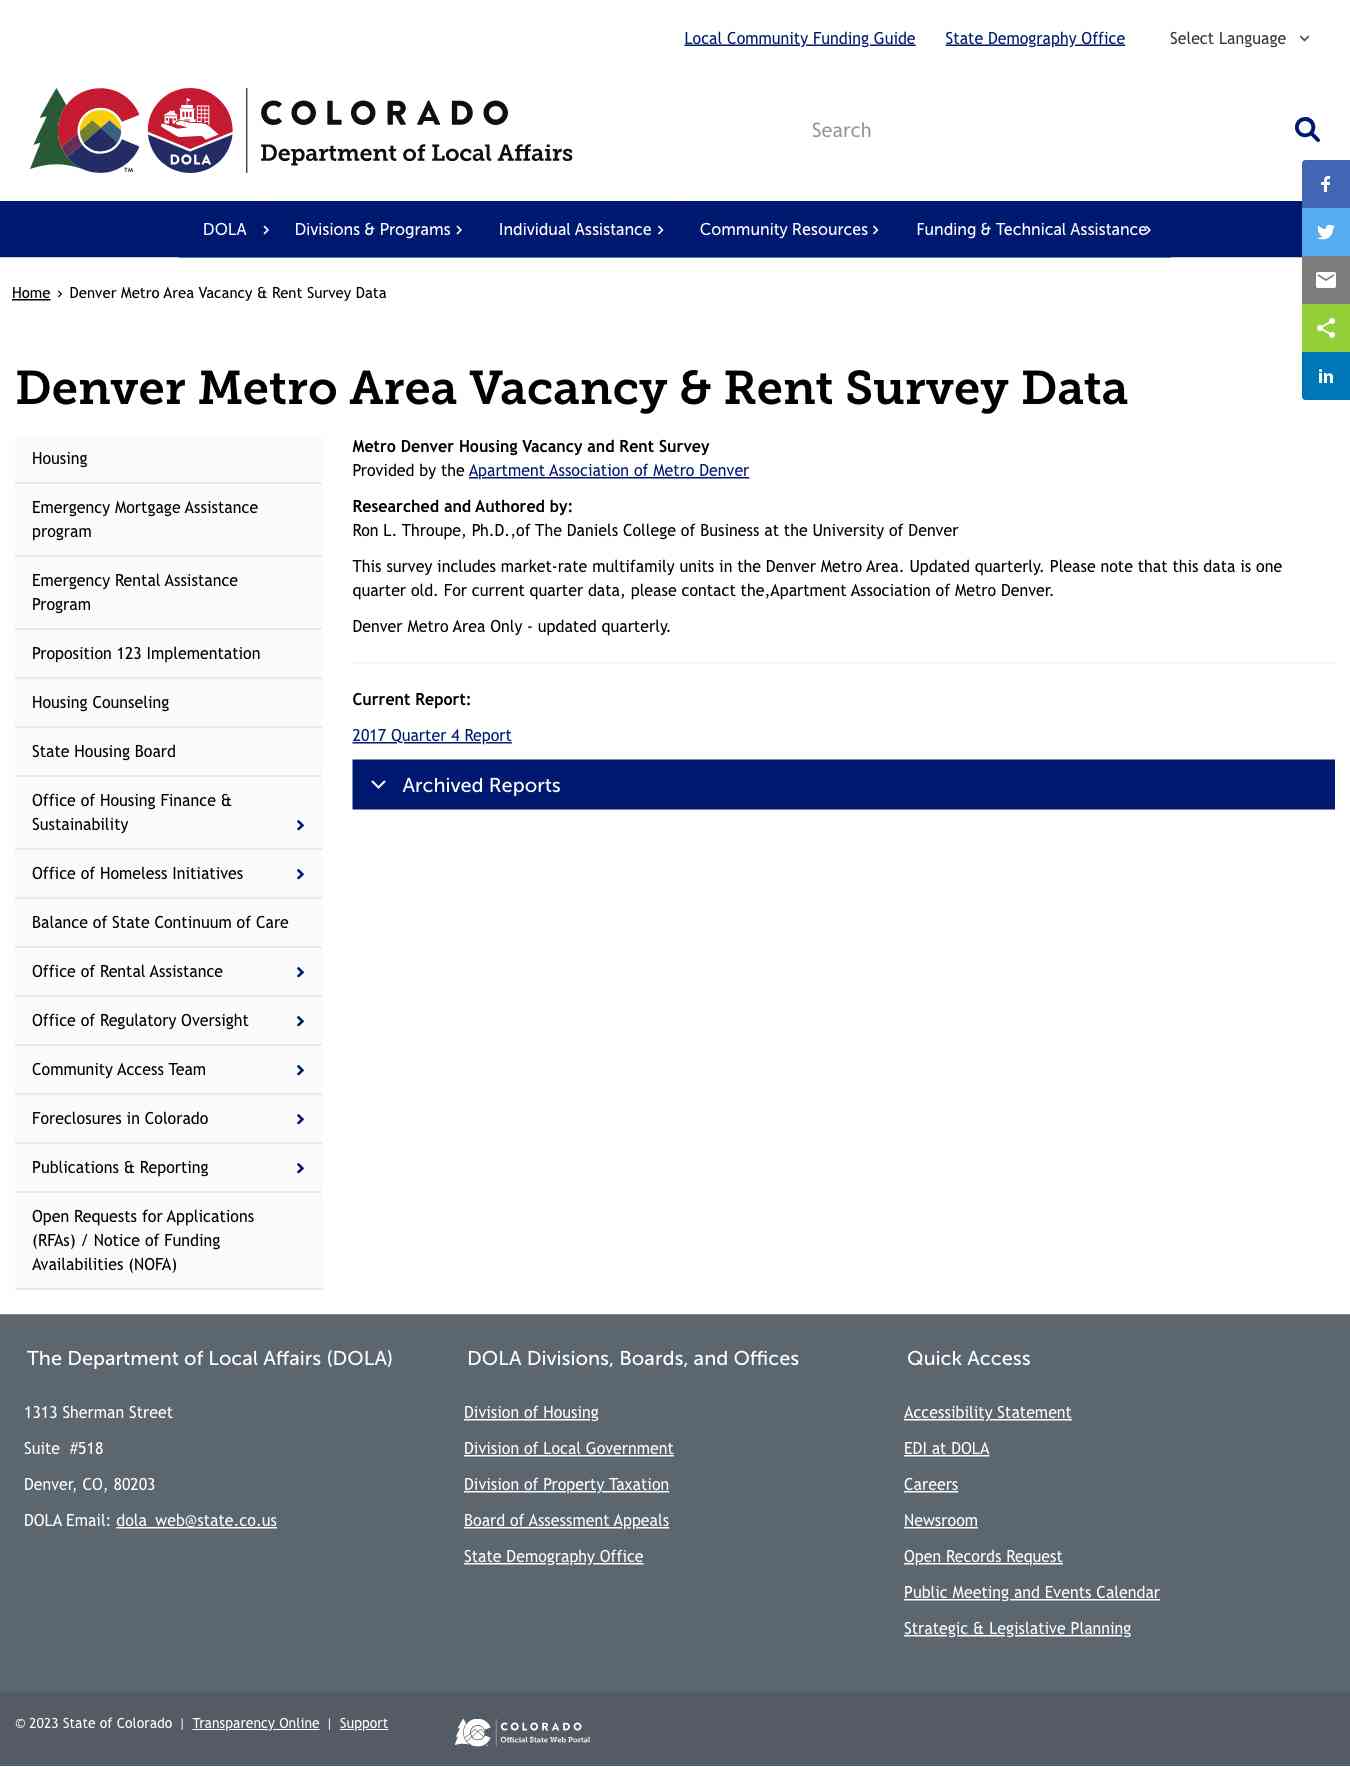 Local Community Funding Guide State Demography Office Select Language
COLORADO
Department of Local Affairs
DOLA
TM
Search
DOLA Divisions & Programs Individual Assistance Community Resources Funding & Technical Assistance
Home › Denver Metro Area Vacancy & Rent Survey Data
Denver Metro Area Vacancy & Rent Survey Data
Housing
Emergency Mortgage Assistance
program
Emergency Rental Assistance
Program
Proposition 123 Implementation
Housing Counseling
State Housing Board
Office of Housing Finance &
Sustainability
Office of Homeless Initiatives
Balance of State Continuum of Care
Office of Rental Assistance
Office of Regulatory Oversight
Community Access Team
Foreclosures in Colorado
Publications & Reporting
Open Requests for Applications
(RFAs) / Notice of Funding
Availabilities (NOFA)
Metro Denver Housing Vacancy and Rent Survey
Provided by the Apartment Association of Metro Denver
Researched and Authored by:
Ron L. Throupe, Ph.D.,of The Daniels College of Business at the University of Denver
This survey includes market-rate multifamily units in the Denver Metro Area. Updated quarterly. Please note that this data is one
quarter old. For current quarter data, please contact the,Apartment Association of Metro Denver.
Denver Metro Area Only - updated quarterly.
Current Report:
2017 Quarter 4 Report
Archived Reports
The Department of Local Affairs (DOLA)
1313 Sherman Street
Suite #518
Denver, CO, 80203
DOLA Email: dola_web@state.co.us
DOLA Divisions, Boards, and Offices
Division of Housing
Division of Local Government
Division of Property Taxation
Board of Assessment Appeals
State Demography Office
Quick Access
Accessibility Statement
EDI at DOLA
Careers
Newsroom
Open Records Request
Public Meeting and Events Calendar
Strategic & Legislative Planning
© 2023 State of Colorado | Transparency Online | Support
COLORADO
Official State Web Portal